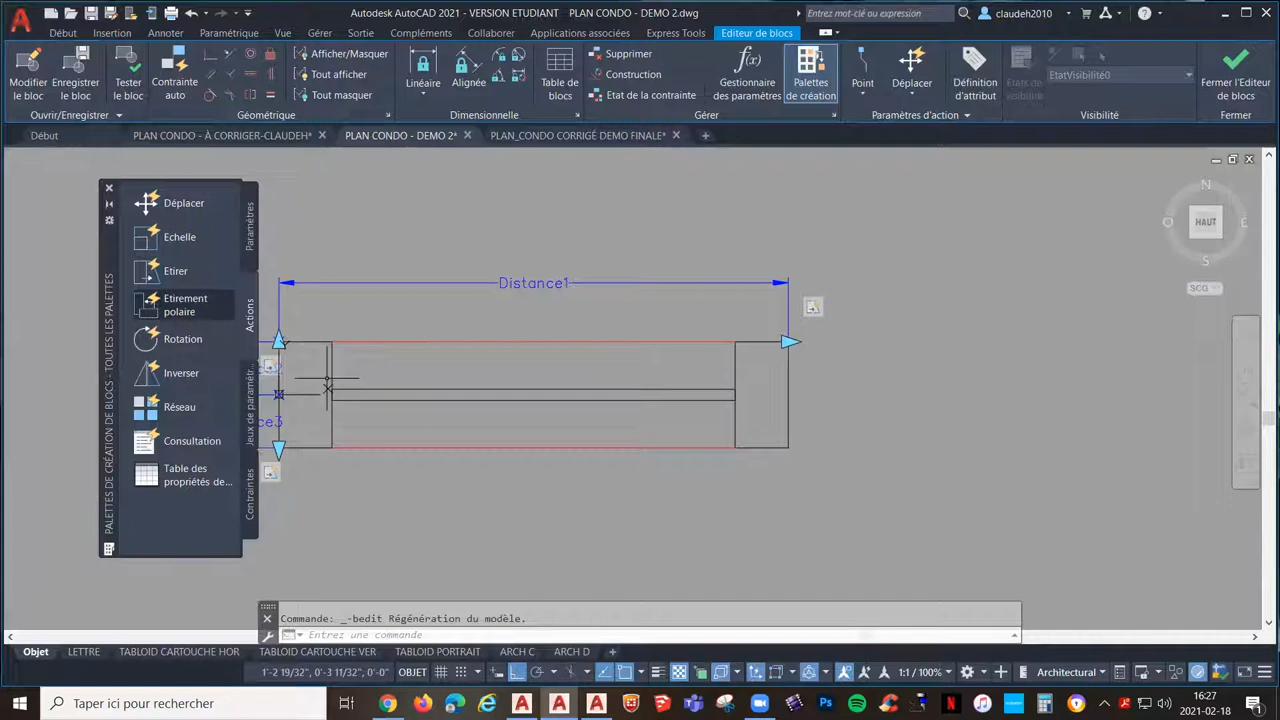 Autodesk AutoCAD 2021 - VERSION ETUDIANT PLAN CONDO - DEMO 2.dwg
Entrez mot-clé ou expression
claudeh2010
Début
Insertion
Annoter
Paramétrique
Vue
Gérer
Sortie
Compléments
Collaborer
Applications associées
Express Tools
Editeur de blocs
Modifier
le bloc
Enregistrer
le bloc
Tester
le bloc
Contrainte
auto
Afficher/Masquer
Tout afficher
Tout masquer
Linéaire
Alignée
Table de
blocs
Supprimer
Construction
Etat de la contrainte
Gestionnaire
des paramètres
Palettes
de création
Point
Déplacer
Définition
d'attribut
Etats de
visibilité
EtatVisibilité0
Fermer l'Editeur
de blocs
Ouvrir/Enregistrer
Géométrique
Dimensionnelle
Gérer
Paramètres d'action
Visibilité
Fermer
Début
PLAN CONDO - À CORRIGER-CLAUDEH*
PLAN CONDO - DEMO 2*
PLAN_CONDO CORRIGÉ DEMO FINALE*
Déplacer
Echelle
Etirer
Etirement
polaire
Rotation
Inverser
Réseau
Consultation
Table des
propriétés de...
Paramètres
Actions
Jeux de paramétr...
Contraintes
PALETTES DE CRÉATION DE BLOCS - TOUTES LES PALETTES
Distance1
ce3
N
O
HAUT
E
S
SCG
Commande: _-bedit Régénération du modèle.
Entrez une commande
Objet
LETTRE
TABLOID CARTOUCHE HOR
TABLOID CARTOUCHE VER
TABLOID PORTRAIT
ARCH C
ARCH D
1'-2 19/32", 0'-3 11/32", 0'-0"
OBJET
1:1 / 100%
Architectural
Taper ici pour rechercher
16:27
2021-02-18